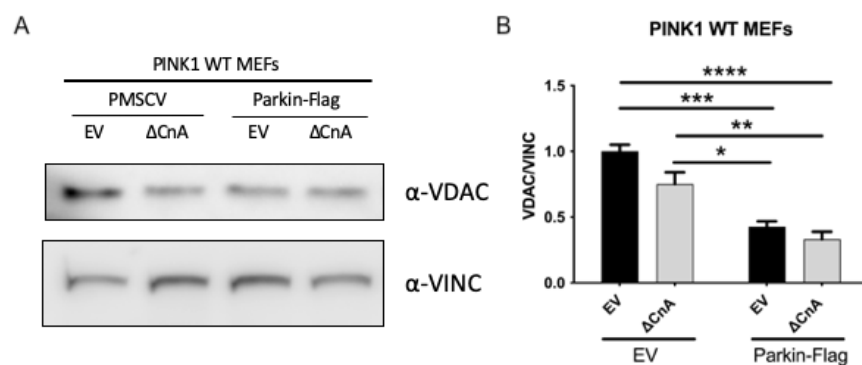 A
PINK1 WT MEFs
PMSCV Parkin-Flag
EV ΔCnA EV ΔCnA
α-VDAC
α-VINC
B
PINK1 WT MEFs
VDAC/VINC
1.5
1.0
0.5
0.0
****
***
**
*
EV ΔCnA EV ΔCnA
EV Parkin-Flag